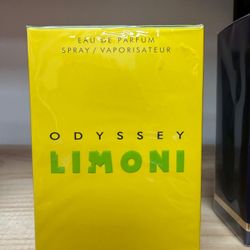 EAU DE PARFUM
SPRAY / VAPORISATEUR
ODYSSEY
LIMONI